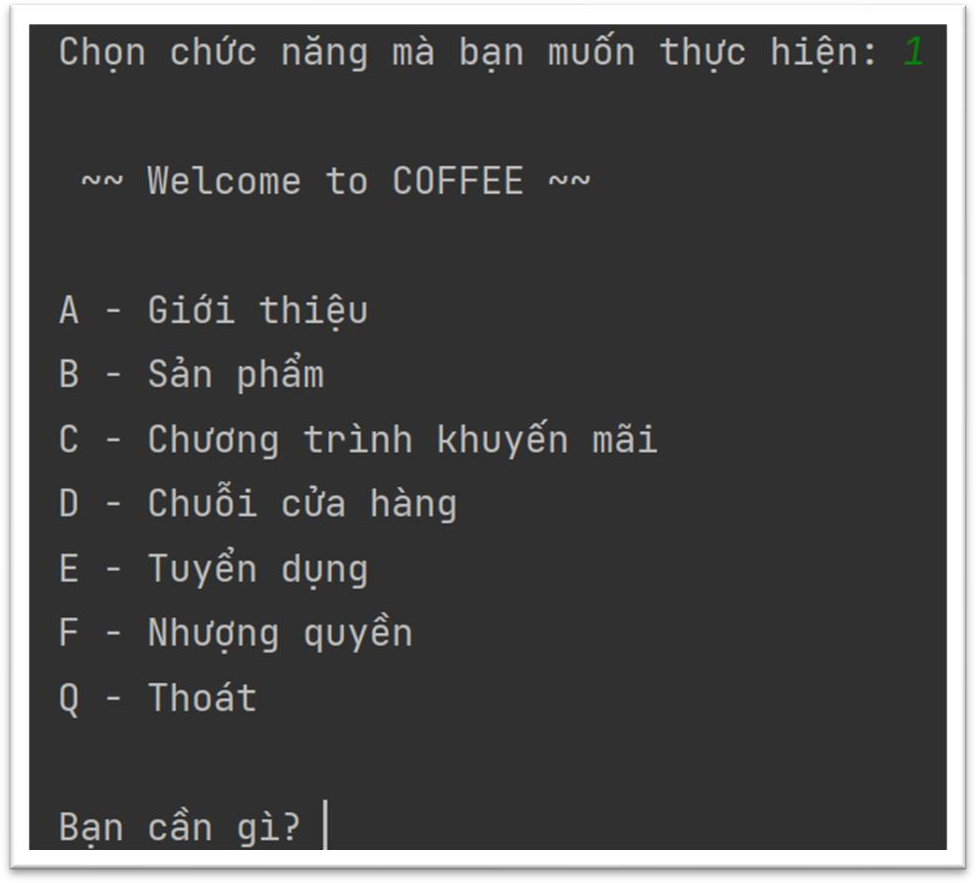 Chọn chức năng mà bạn muốn thực hiện: 1
~~ Welcome to COFFEE ~~
A - Giới thiệu
B - Sản phẩm
C - Chương trình khuyến mãi
D - Chuỗi cửa hàng
E - Tuyển dụng
F - Nhượng quyền
Q - Thoát
Bạn cần gì?